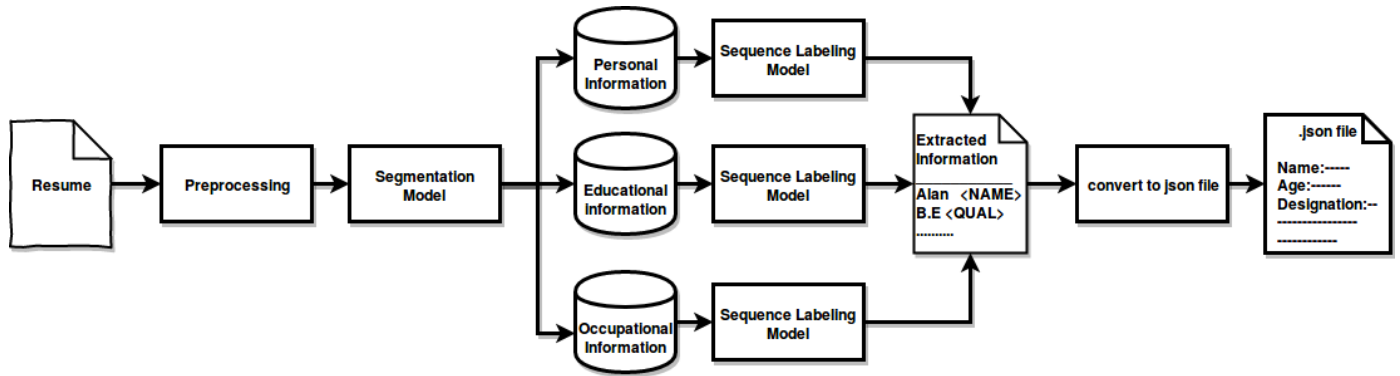 Resume
Preprocessing
Segmentation
Model
Personal
Information
Sequence Labeling
Model
Educational
Information
Sequence Labeling
Model
Occupational
Information
Sequence Labeling
Model
Extracted
Information
Alan <NAME>
B.E <QUAL>
..........
convert to json file
.json file
Name:-----
Age:------
Designation:--
-----------------
-------------